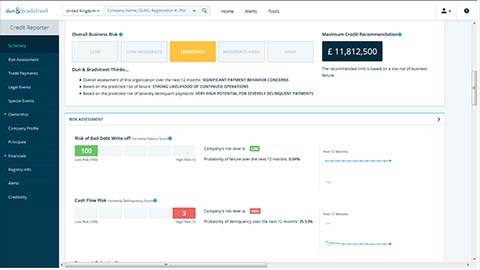 dun&bradstreet
United Kingdom
Company Name, DUNS, Registration #, Pho
Home
Alerts
Tools
Credit Reporter
Summary
Risk Assessment
Trade Payments
Legal Events
Special Events
Ownership
Company Profile
Principals
Financials
Registry Info
Alerts
Credibility
Overall Business Risk
LOW
LOW-MODERATE
MODERATE
MODERATE-HIGH
HIGH
Maximum Credit Recommendation
£ 11,812,500
The recommended limit is based on a low risk of business
failure.
Dun & Bradstreet Thinks...
Overall assessment of this organization over the next 12 months: SIGNIFICANT PAYMENT BEHAVIOR CONCERNS
Based on the predicted risk of failure: STRONG LIKELIHOOD OF CONTINUED OPERATIONS
Based on the predicted risk of severely delinquent payments: VERY HIGH POTENTIAL FOR SEVERELY DELINQUENT PAYMENTS
RISK ASSESSMENT
Risk of Bad Debt Write-off Formerly Failure Score
100
Low Risk (100)
High Risk (1)
Company's risk level is: LOW
Probability of failure over the next 12 months: 0.04%
Past 12 Months
Cash Flow Risk Formerly Delinquency Score
3
Low Risk (100)
High Risk (1)
Company's risk level is: HIGH
Probability of delinquency over the next 12 months: 35.53%
Past 12 Months